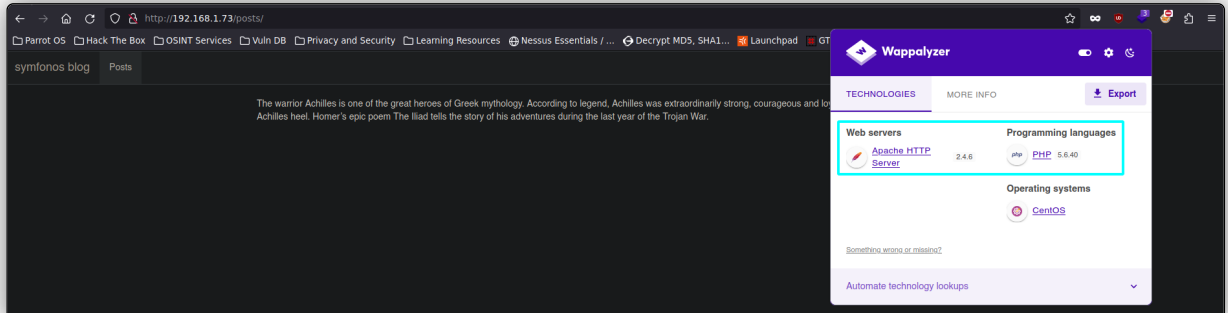 http://192.168.1.73/posts/
3
Parrot OS Hack The Box OSINT Services Vuln DB Privacy and Security Learning Resources Nessus Essentials / ... Decrypt MD5, SHA1... Launchpad GT
symfonos blog Posts
The warrior Achilles is one of the great heroes of Greek mythology. According to legend, Achilles was extraordinarily strong, courageous and loy
Achilles heel. Homer's epic poem The Iliad tells the story of his adventures during the last year of the Trojan War.
Wappalyzer
TECHNOLOGIES MORE INFO Export
Web servers
Apache HTTP
Server
2.4.6
Programming languages
php PHP 5.6.40
Operating systems
CentOS
Something wrong or missing?
Automate technology lookups